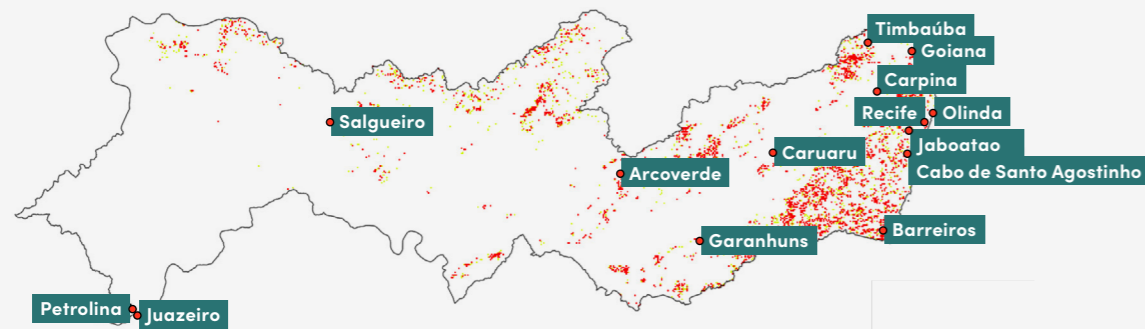 Timbaúba
Goiana
Carpina
Recife
Olinda
Salgueiro
Jaboatao
Caruaru
Cabo de Santo Agostinho
Arcoverde
Barreiros
Garanhuns
Petrolina
Juazeiro